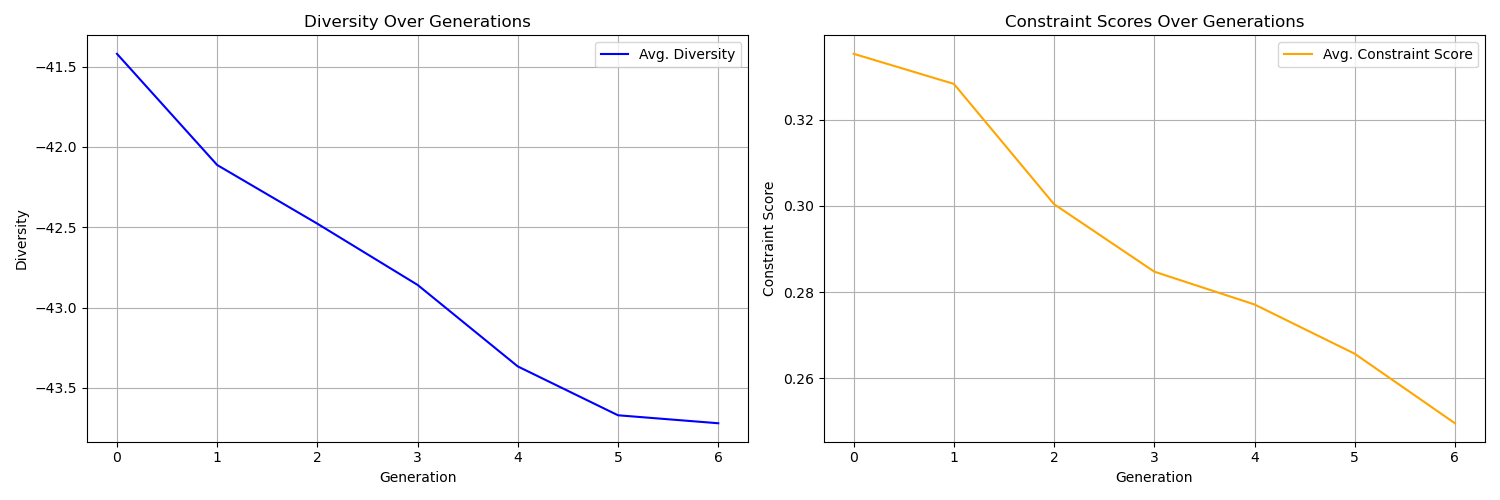 Diversity Over Generations
Avg. Diversity
−41.5
−42.0
−42.5
−43.0
−43.5
Diversity
0 1 2 3 4 5 6
Generation
Constraint Scores Over Generations
Avg. Constraint Score
0.32
0.30
0.28
0.26
Constraint Score
0 1 2 3 4 5 6
Generation